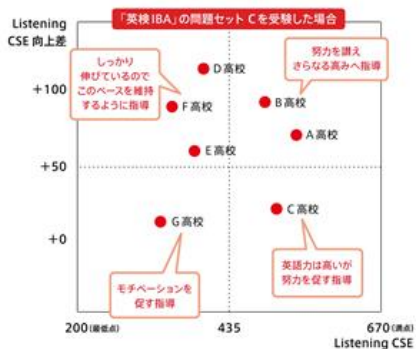 「英検IBA」の問題セット Cを受験した場合
Listening
CSE 向上差
しっかり
伸びているので
このペースを維持
するように指導
努力を讃え
さらなる高みへ指導
D 高校
+100
F 高校
B 高校
A 高校
E 高校
+50
G 高校
C 高校
+0
モチベーションを
促す指導
英語力は高いが
努力を促す指導
200(最低点)
435
670(満点)
Listening CSE